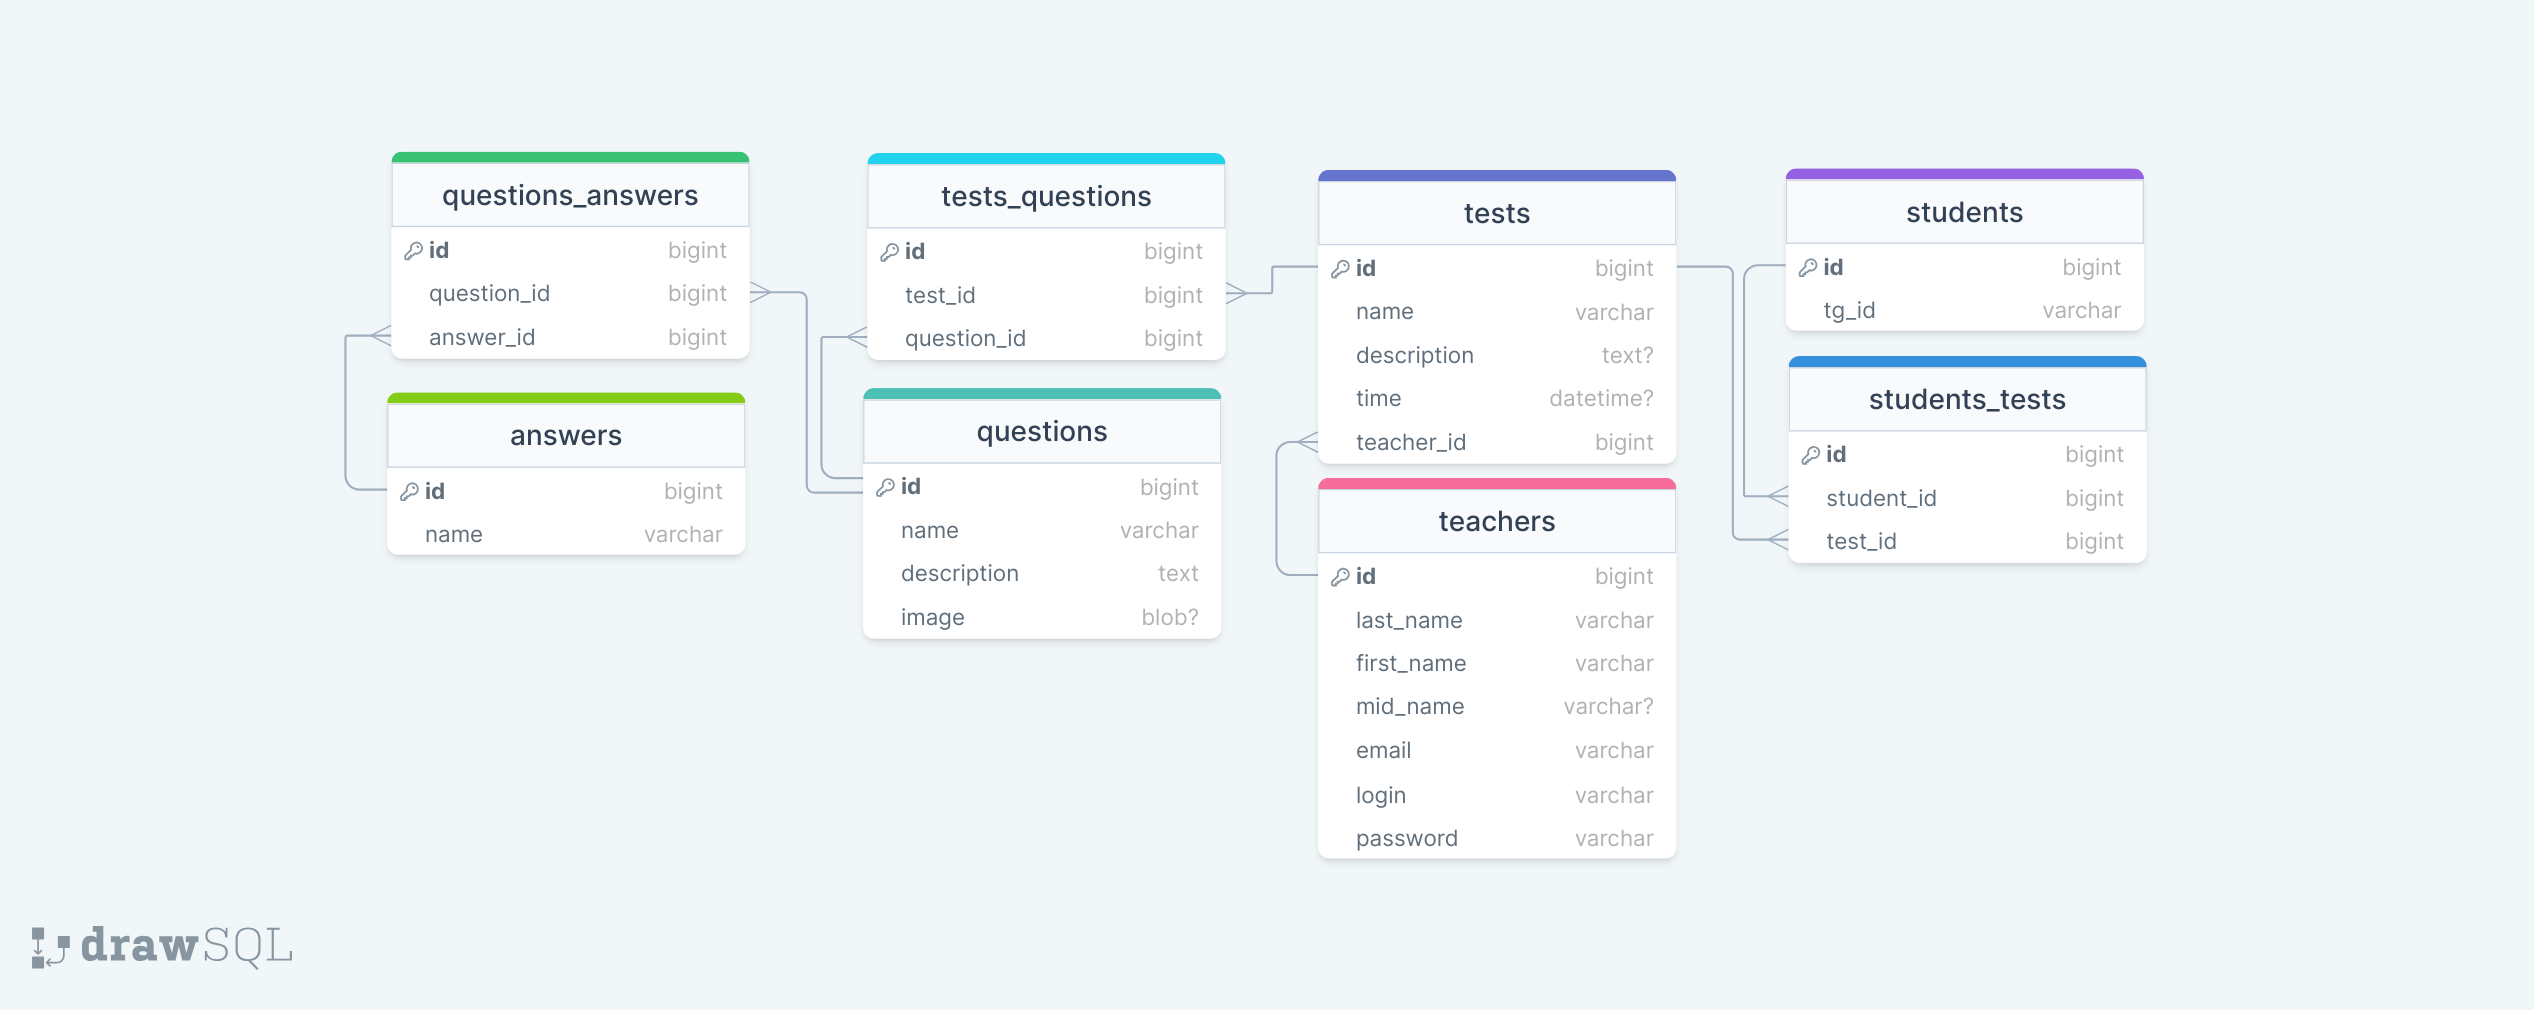 questions_answers
id bigint
question_id bigint
answer_id bigint
answers
id bigint
name varchar
tests_questions
id bigint
test_id bigint
question_id bigint
questions
id bigint
name varchar
description text
image blob?
tests
id bigint
name varchar
description text?
time datetime?
teacher_id bigint
teachers
id bigint
last_name varchar
first_name varchar
mid_name varchar?
email varchar
login varchar
password varchar
students
id bigint
tg_id varchar
students_tests
id bigint
student_id bigint
test_id bigint
drawSQL